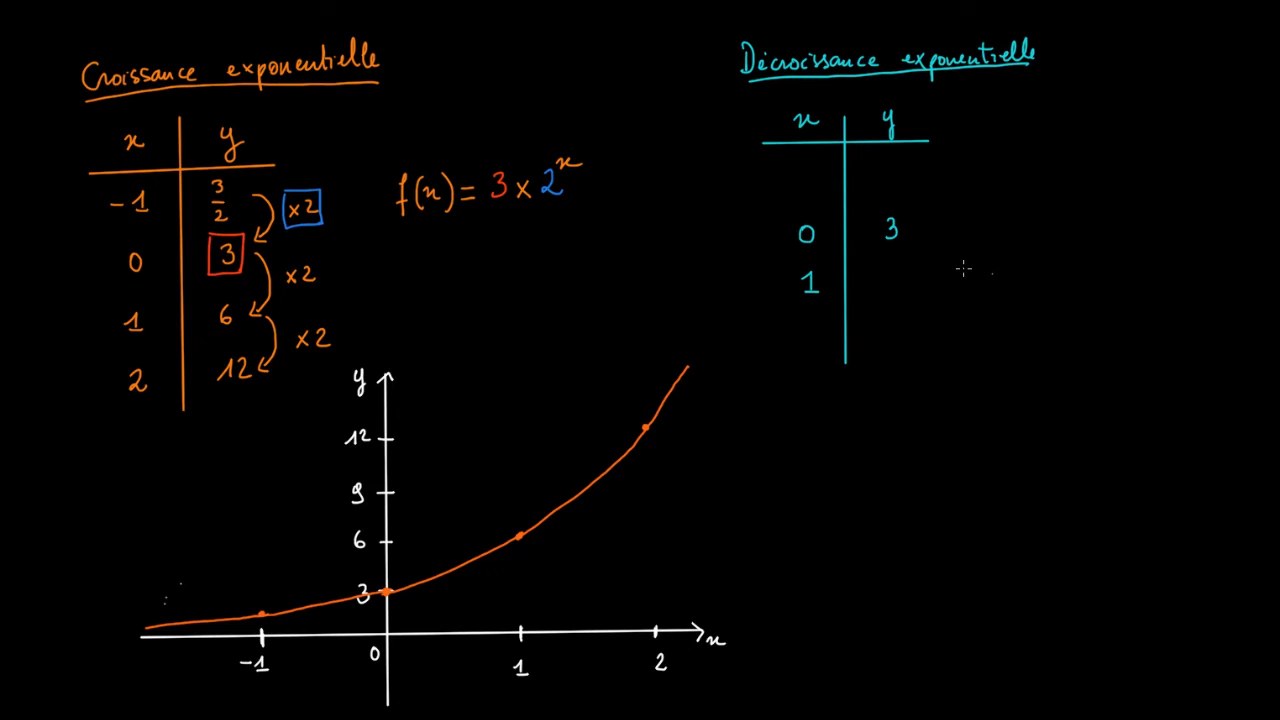 Croissance exponentielle
x y
-1 3/2 ×2
0 3 ×2
1 6 ×2
2 12
f(x) = 3 × 2^x
y
12
9
6
3
-1 0 1 2 x
Décroissance exponentielle
x y
0 3
1